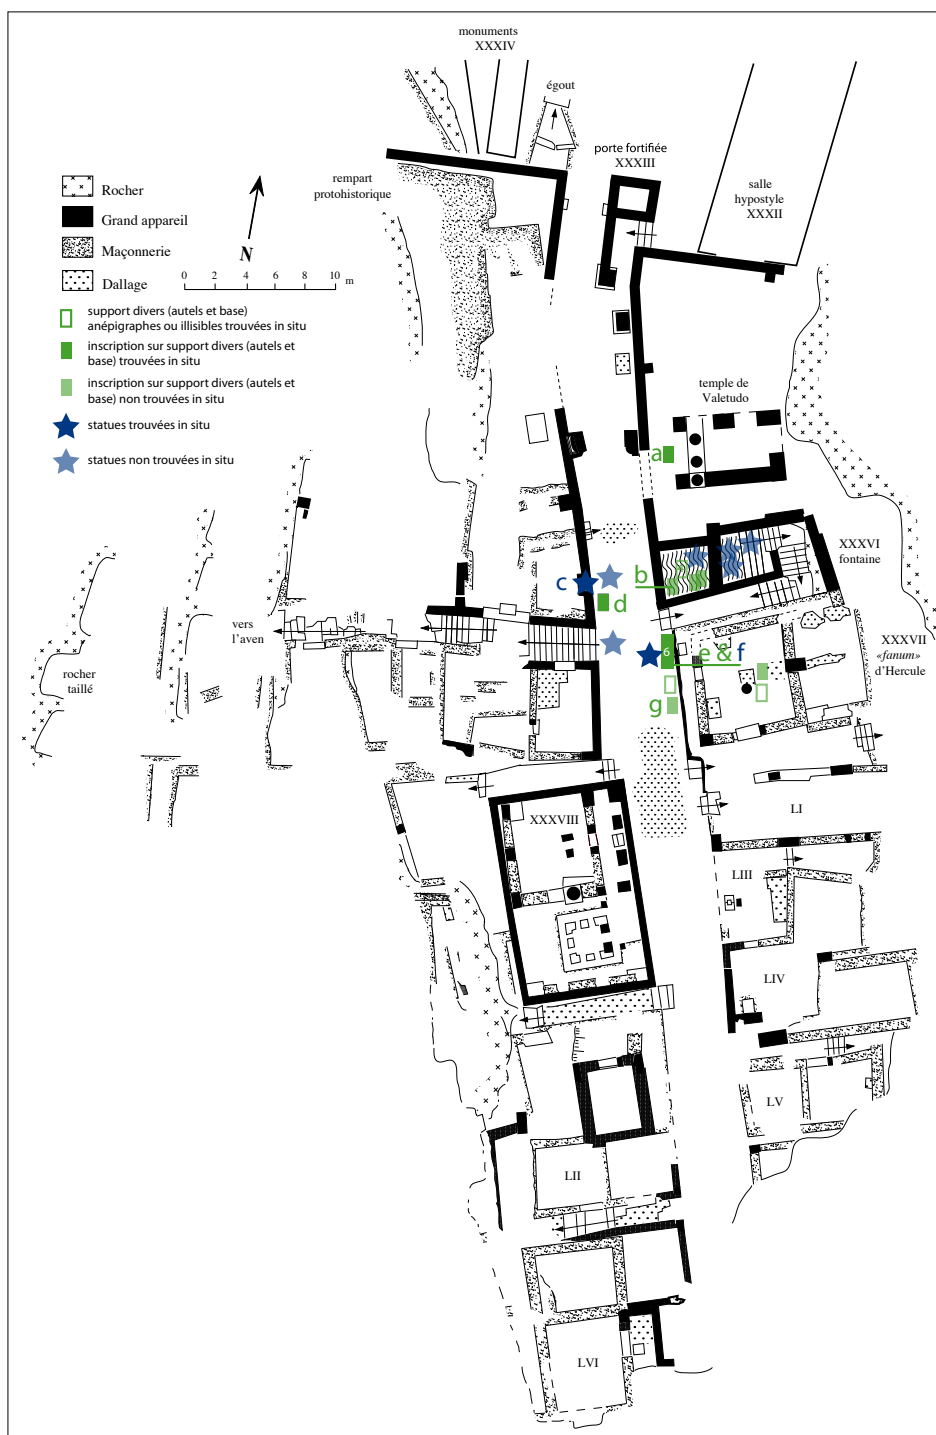 monuments
XXXIV
égout
porte fortifiée
XXXIII
rempart
protohistorique
salle
hypostyle
XXXII
Rocher
Grand appareil
Maçonnerie
Dallage
N
0 2 4 6 8 10 m
support divers (autels et base)
anépigraphes ou illisibles trouvées in situ
inscription sur support divers (autels et
base) trouvées in situ
inscription sur support divers (autels et
base) non trouvées in situ
statues trouvées in situ
statues non trouvées in situ
temple de
Valetudo
a
XXXVI
fontaine
b
c
d
vers
l'aven
rocher
taillé
6
e & f
g
XXXVII
«fanum»
d'Hercule
LI
XXXVIII
LIII
LIV
LV
LII
LVI